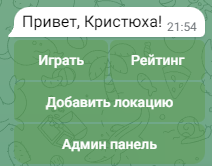 Привет, Кристюха! 21:54
Играть Рейтинг
Добавить локацию
Админ панель